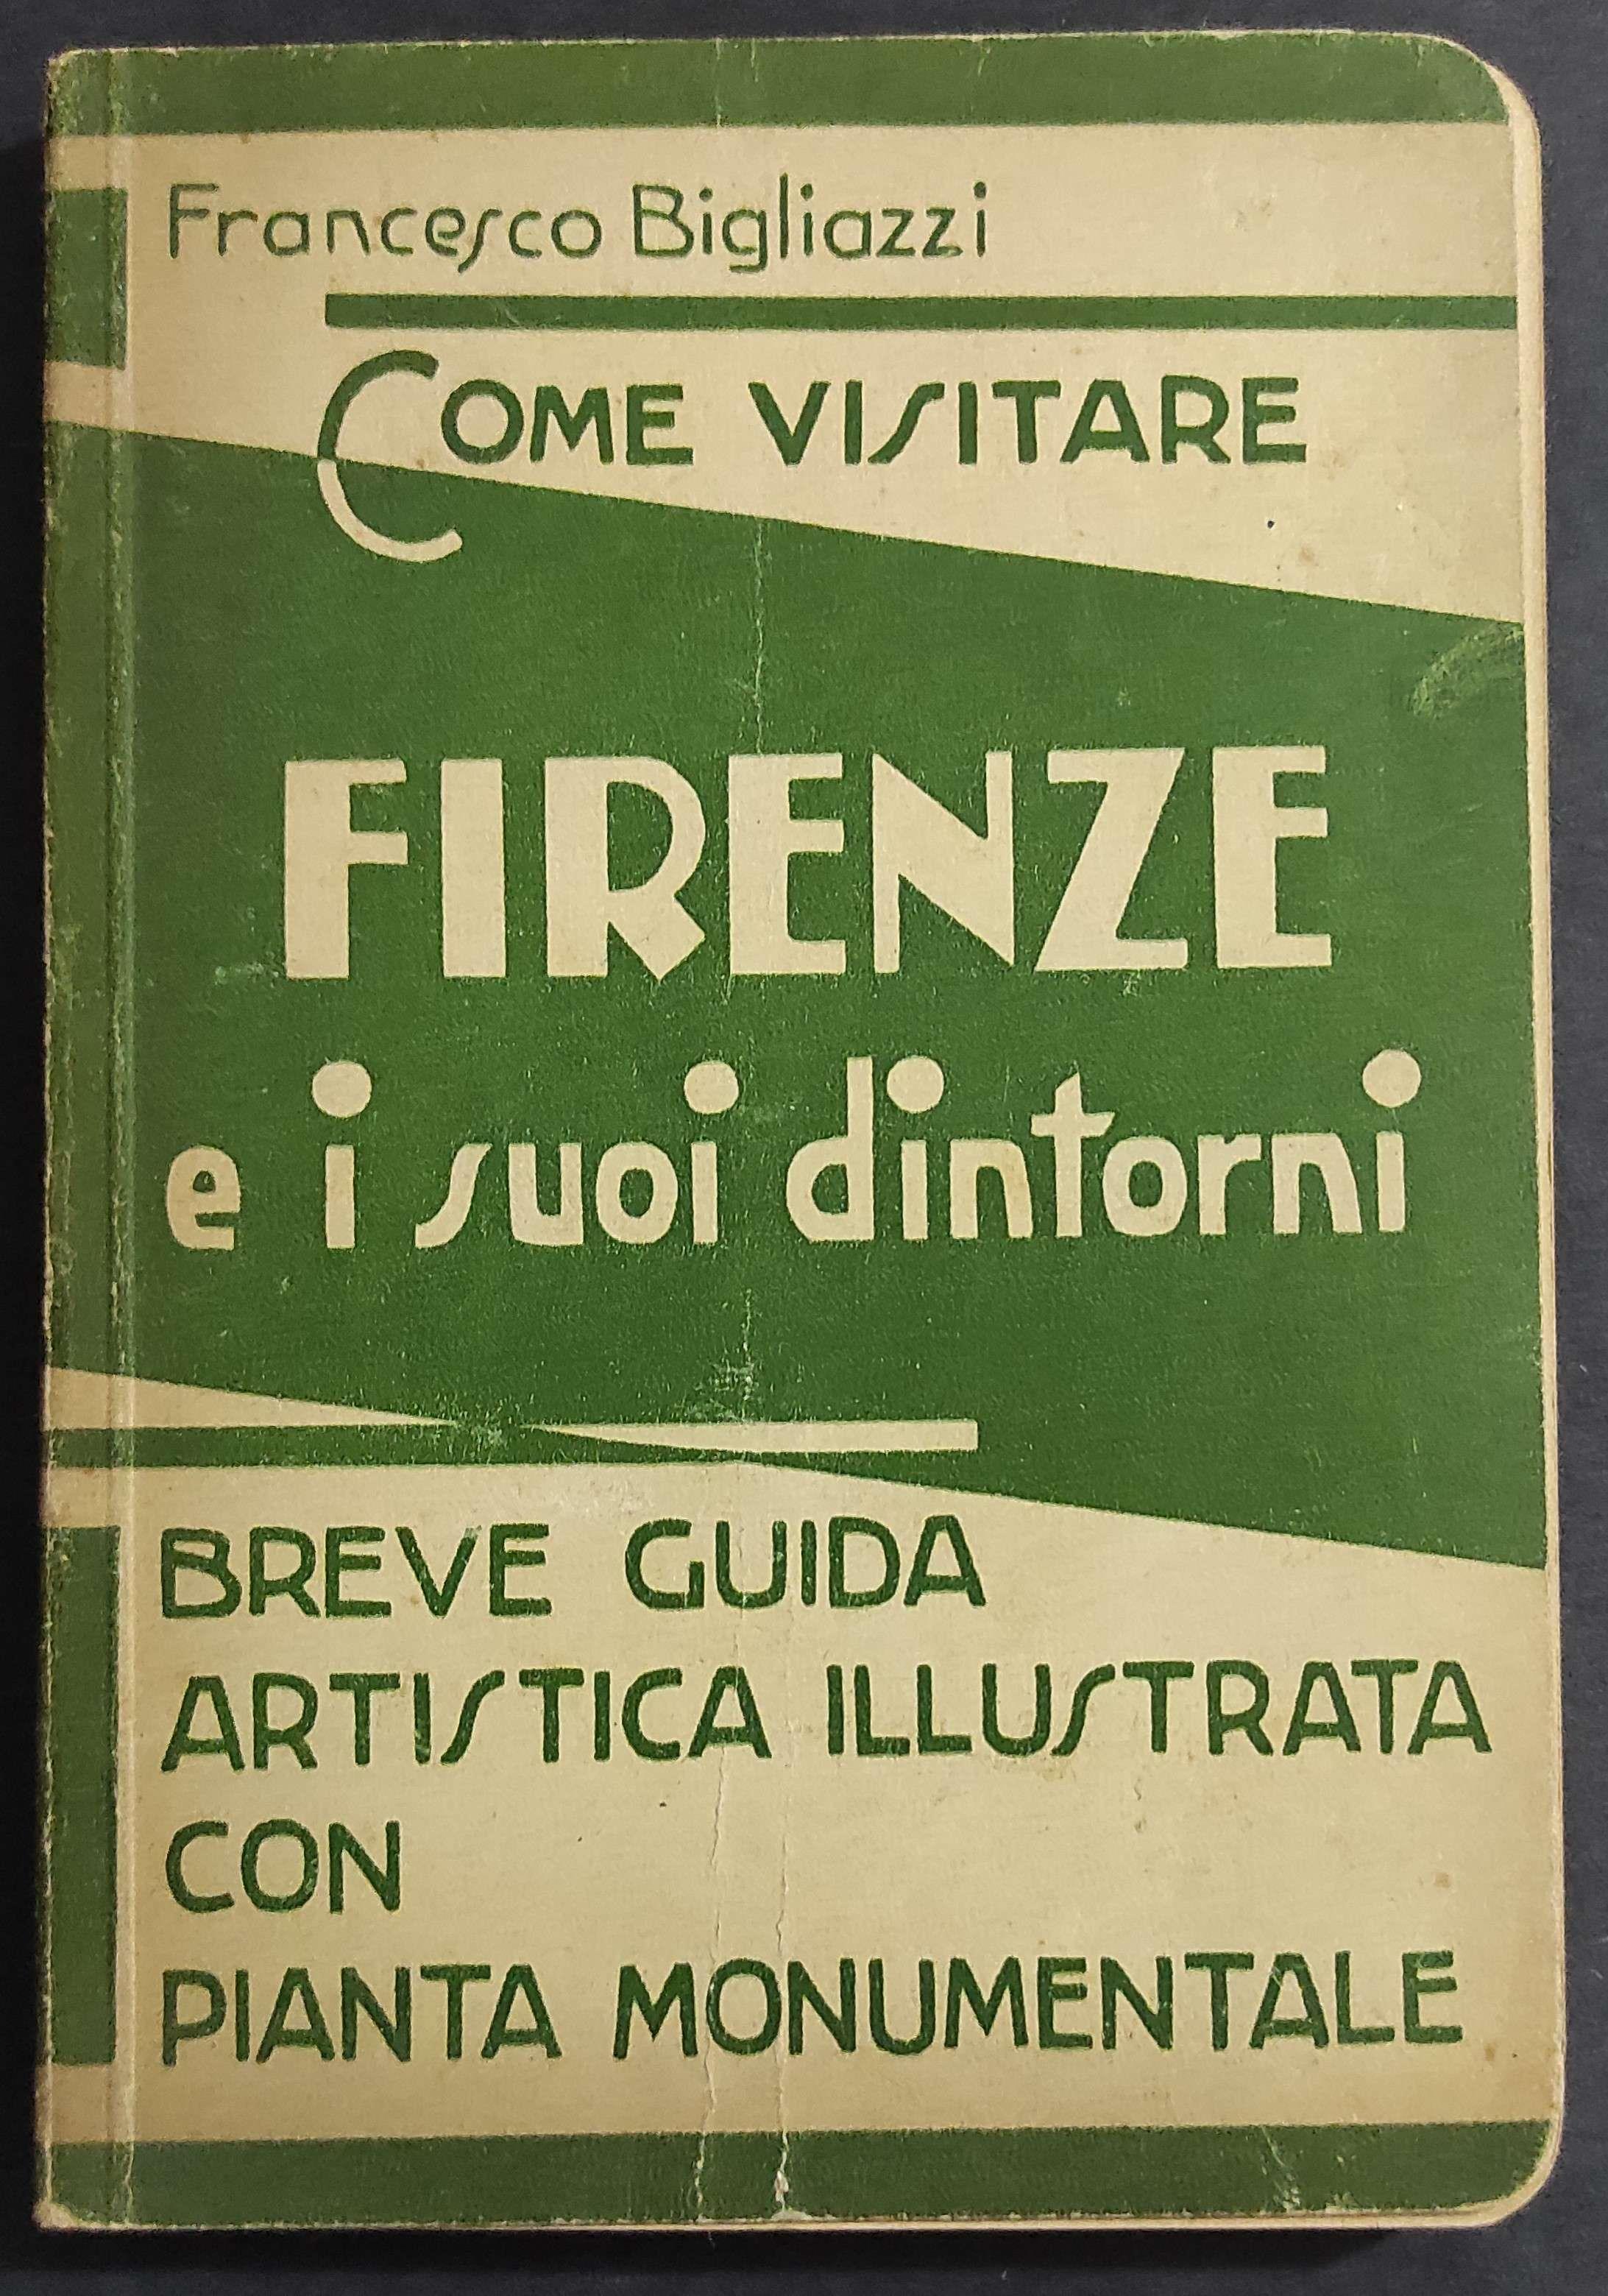 Francesco Bigliazzi
COME VISITARE
FIRENZE
e i suoi dintorni
BREVE GUIDA
ARTISTICA ILLUSTRATA
CON
PIANTA MONUMENTALE